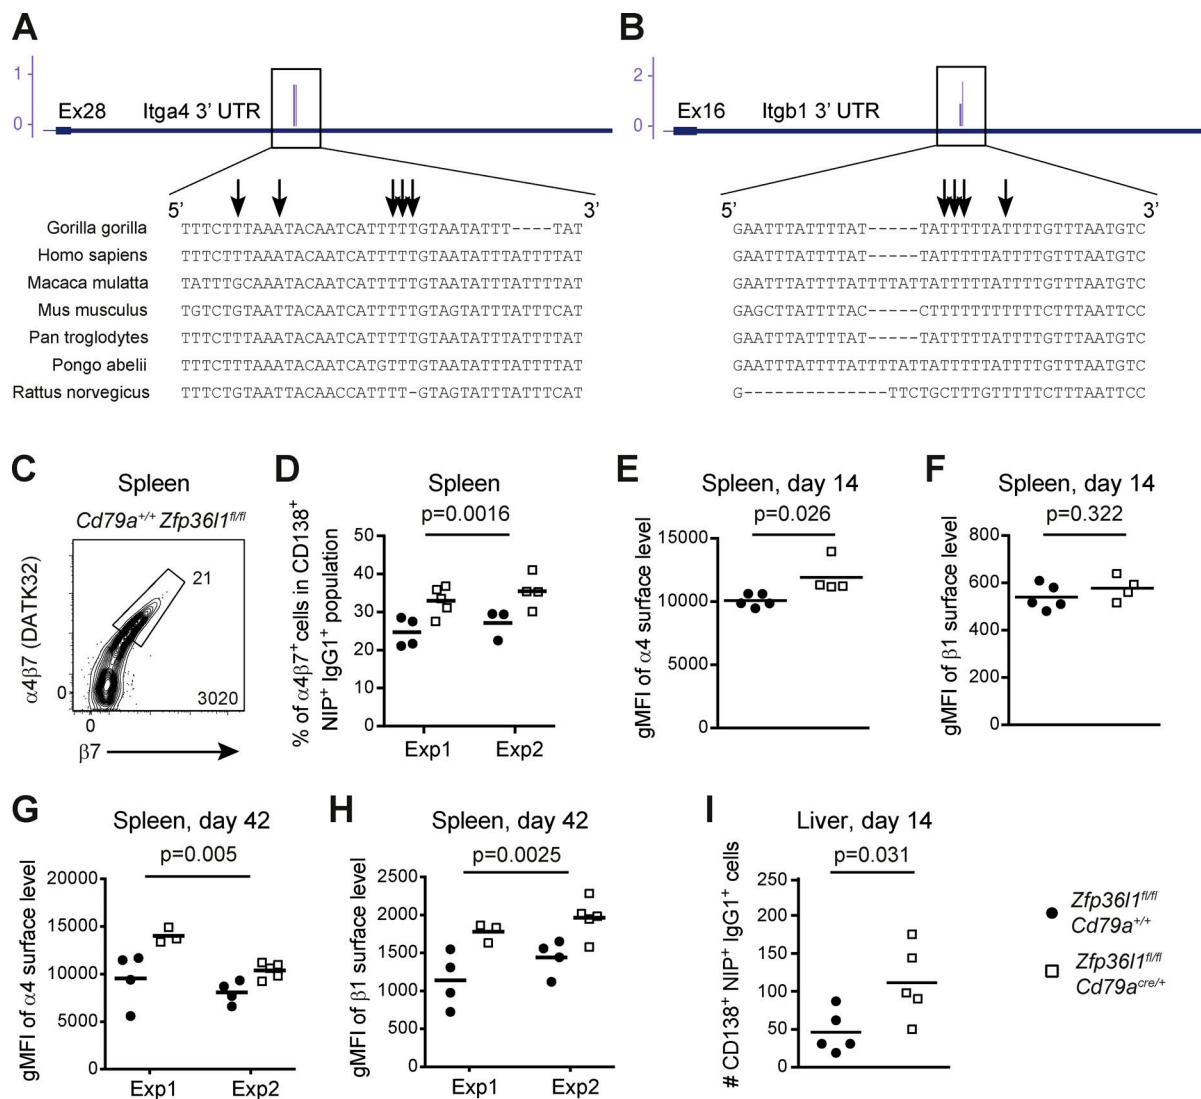 A
1
0
Ex28 Itga4 3' UTR
5' 3'
Gorilla gorilla TTTCTTTAAATACAATCATTTTTGTAATATTT----TAT
Homo sapiens TTTCTTTAAATACAATCATTTTTGTAATATTTATTTTAT
Macaca mulatta TATTTGCAAATACAATCATTTTTGTAATATTTATTTTAT
Mus musculus TGTCTGTAAATACAATCATTTTTGTAGTATTTATTTCAT
Pan troglodytes TTTCTTTAAATACAATCATTTTTGTAATATTTATTTTAT
Pongo abelii TTTCTTTAAATACAATCATGTTTGTAATATTTATTTTAT
Rattus norvegicus TTTCTGTAATTACAACCATTTT-GTAGTATTTATTTCAT
B
2
0
Ex16 Itgb1 3' UTR
5' 3'
GAATTTATTTTAT-----TATTTTTATTTTGTTTAATGTC
GAATTTATTTTAT-----TATTTTTATTTTGTTTAATGTC
GAATTTATTTTATTTTATTATTTTTATTTTGTTTAATGTC
GAGCTTATTTTAC-----CTTTTTTTTTTTCTTTAATTCC
GAATTTATTTTAT-----TATTTTTATTTTGTTTAATGTC
GAATTTATTTTATTTTATTATTTTTATTTTGTTTAATGTC
G--------------TTCTGCTTTGTTTTTCTTTAATTCC
C
Spleen
Cd79a+/+ Zfp36l1fl/fl
α4β7 (DATK32)
21
0
3020
0
β7
D
Spleen
p=0.0016
% of α4β7+ cells in CD138+
NIP+ IgG1+ population
50
40
30
20
10
0
Exp1 Exp2
E
Spleen, day 14
p=0.026
gMFI of α4 surface level
15000
10000
5000
0
F
Spleen, day 14
p=0.322
gMFI of β1 surface level
800
600
400
200
0
G
Spleen, day 42
p=0.005
gMFI of α4 surface level
20000
15000
10000
5000
0
Exp1 Exp2
H
Spleen, day 42
p=0.0025
gMFI of β1 surface level
2500
2000
1500
1000
500
0
Exp1 Exp2
I
Liver, day 14
p=0.031
# CD138+ NIP+ IgG1+ cells
250
200
150
100
50
0
Zfp36l1fl/fl
Cd79a+/+
Zfp36l1fl/fl
Cd79acre/+